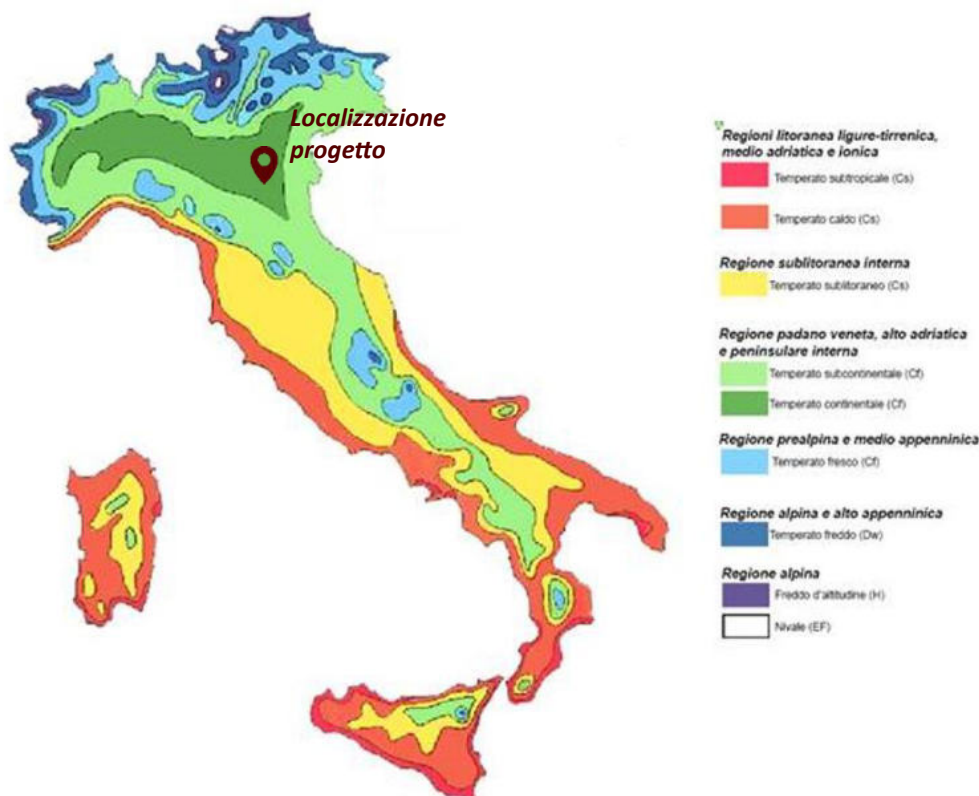 Localizzazione
progetto
Regioni litoranea ligure-tirrenica,
medio adriatica e ionica
Temperato subtropicale (Cs)
Temperato caldo (Cs)
Regione sublitoranea interna
Temperato sublitoraneo (Cs)
Regione padano veneta, alto adriatica
e peninsulare interna
Temperato subcontinentale (Cf)
Temperato continentale (Cf)
Regione prealpina e medio appenninica
Temperato fresco (Cf)
Regione alpina e alto appenninica
Temperato freddo (Dw)
Regione alpina
Freddo d'altitudine (H)
Nivale (EF)